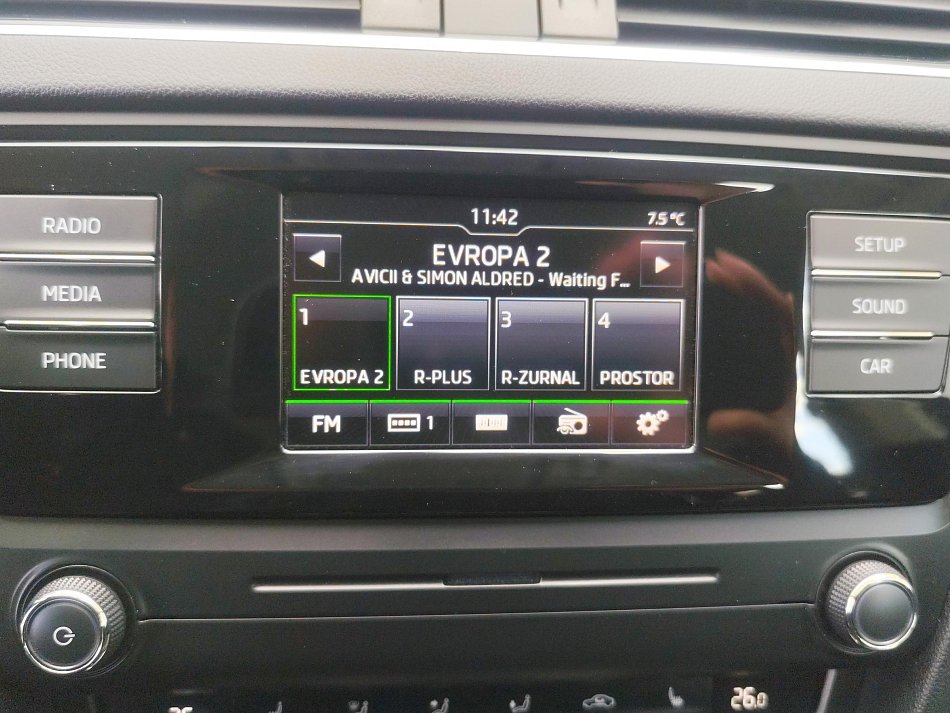 11:42
7.5 °C
EVROPA 2
AVICII & SIMON ALDRED - Waiting F...
1
2
3
4
EVROPA 2
R-PLUS
R-ZURNAL
PROSTOR
FM
1
RADIO
MEDIA
PHONE
SETUP
SOUND
CAR
26.0